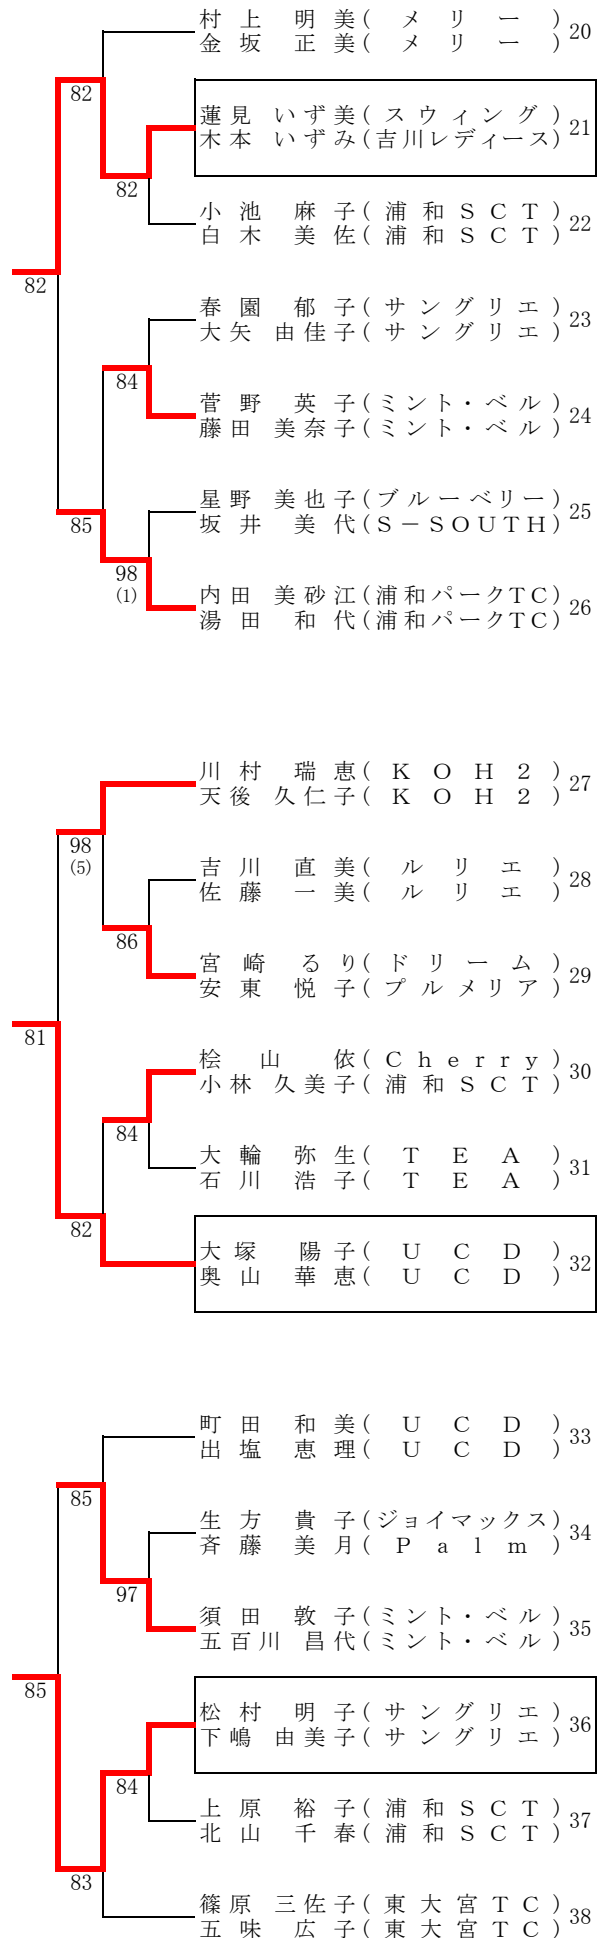 村上 明美(メリー)
金坂 正美(メリー) 20
82
蓮見 いず美(スウィング)
木本 いずみ(吉川レディース) 21
82
小池 麻子(浦和SCT)
白木 美佐(浦和SCT) 22
82
春園 郁子(サングリエ)
大矢 由佳子(サングリエ) 23
84
菅野 英子(ミント・ベル)
藤田 美奈子(ミント・ベル) 24
星野 美也子(ブルーベリー)
坂井 美代(S－SOUTH) 25
85
98
(1)
内田 美砂江(浦和パークTC)
湯田 和代(浦和パークTC) 26
川村 瑞恵(KOH2)
天後 久仁子(KOH2) 27
98
(5)
吉川 直美(ルリエ)
佐藤 一美(ルリエ) 28
86
宮崎 るり(ドリーム)
安東 悦子(プルメリア) 29
81
桧山 依(Cherry)
小林 久美子(浦和SCT) 30
84
大輪 弥生(TEA)
石川 浩子(TEA) 31
82
大塚 陽子(UCD)
奥山 華恵(UCD) 32
町田 和美(UCD)
出塩 恵理(UCD) 33
85
生方 貴子(ジョイマックス)
斉藤 美月(Palm) 34
97
須田 敦子(ミント・ベル)
五百川 昌代(ミント・ベル) 35
85
松村 明子(サングリエ)
下嶋 由美子(サングリエ) 36
84
上原 裕子(浦和SCT)
北山 千春(浦和SCT) 37
83
篠原 三佐子(東大宮TC)
五味 広子(東大宮TC) 38